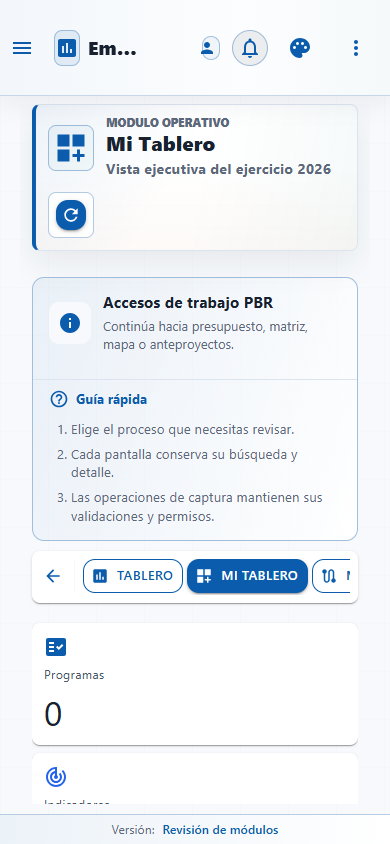 Em...
MODULO OPERATIVO
Mi Tablero
Vista ejecutiva del ejercicio 2026
Accesos de trabajo PBR
Continúa hacia presupuesto, matriz,
mapa o anteproyectos.
Guía rápida
1. Elige el proceso que necesitas revisar.
2. Cada pantalla conserva su búsqueda y
detalle.
3. Las operaciones de captura mantienen sus
validaciones y permisos.
TABLERO
MI TABLERO
Programas
0
Indicadores
Versión: Revisión de módulos